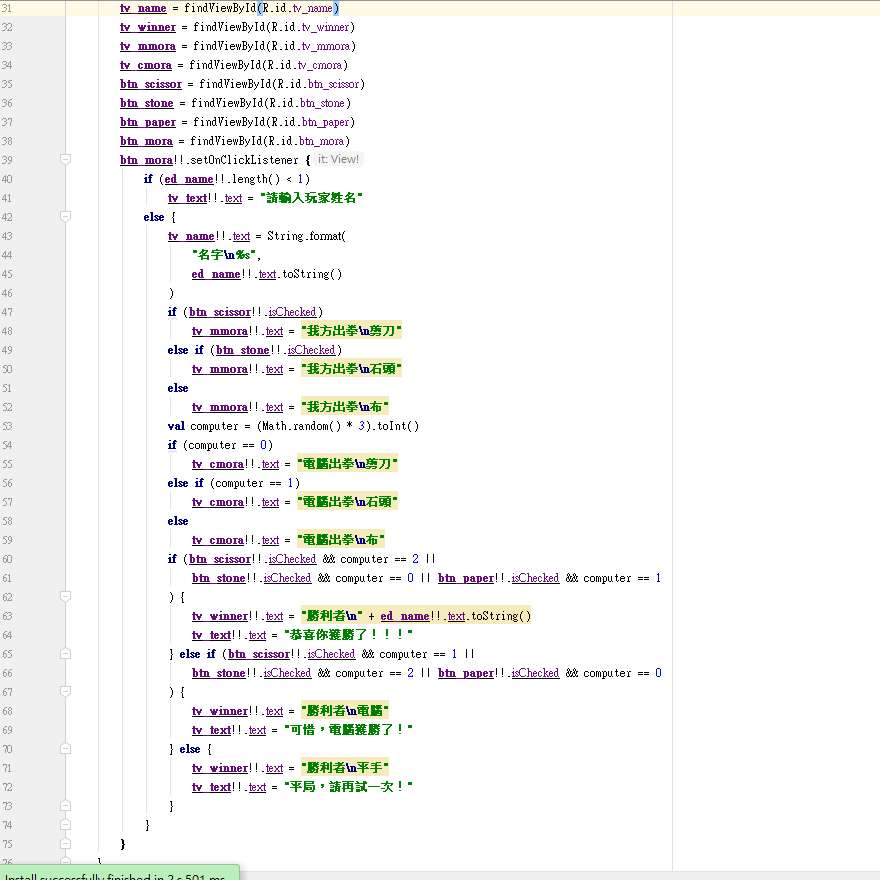 31 tv_name = findViewById(R.id.tv_name)
32 tv_winner = findViewById(R.id.tv_winner)
33 tv_mmora = findViewById(R.id.tv_mmora)
34 tv_cmora = findViewById(R.id.tv_cmora)
35 btn_scissor = findViewById(R.id.btn_scissor)
36 btn_stone = findViewById(R.id.btn_stone)
37 btn_paper = findViewById(R.id.btn_paper)
38 btn_mora = findViewById(R.id.btn_mora)
39 btn_mora!!.setOnClickListener { it: View!
40 if (ed_name!!.length() < 1)
41 tv_text!!.text = "請輸入玩家姓名"
42 else {
43 tv_name!!.text = String.format(
44 "名字\n%s",
45 ed_name!!.text.toString()
46 )
47 if (btn_scissor!!.isChecked)
48 tv_mmora!!.text = "我方出拳\n剪刀"
49 else if (btn_stone!!.isChecked)
50 tv_mmora!!.text = "我方出拳\n石頭"
51 else
52 tv_mmora!!.text = "我方出拳\n布"
53 val computer = (Math.random() * 3).toInt()
54 if (computer == 0)
55 tv_cmora!!.text = "電腦出拳\n剪刀"
56 else if (computer == 1)
57 tv_cmora!!.text = "電腦出拳\n石頭"
58 else
59 tv_cmora!!.text = "電腦出拳\n布"
60 if (btn_scissor!!.isChecked && computer == 2 ||
61 btn_stone!!.isChecked && computer == 0 || btn_paper!!.isChecked && computer == 1
62 ) {
63 tv_winner!!.text = "勝利者\n" + ed_name!!.text.toString()
64 tv_text!!.text = "恭喜你獲勝了！！！"
65 } else if (btn_scissor!!.isChecked && computer == 1 ||
66 btn_stone!!.isChecked && computer == 2 || btn_paper!!.isChecked && computer == 0
67 ) {
68 tv_winner!!.text = "勝利者\n電腦"
69 tv_text!!.text = "可惜，電腦獲勝了！"
70 } else {
71 tv_winner!!.text = "勝利者\n平手"
72 tv_text!!.text = "平局，請再試一次！"
73 }
74 }
75 }
76 }
Install successfully finished in 2 s 501 ms.